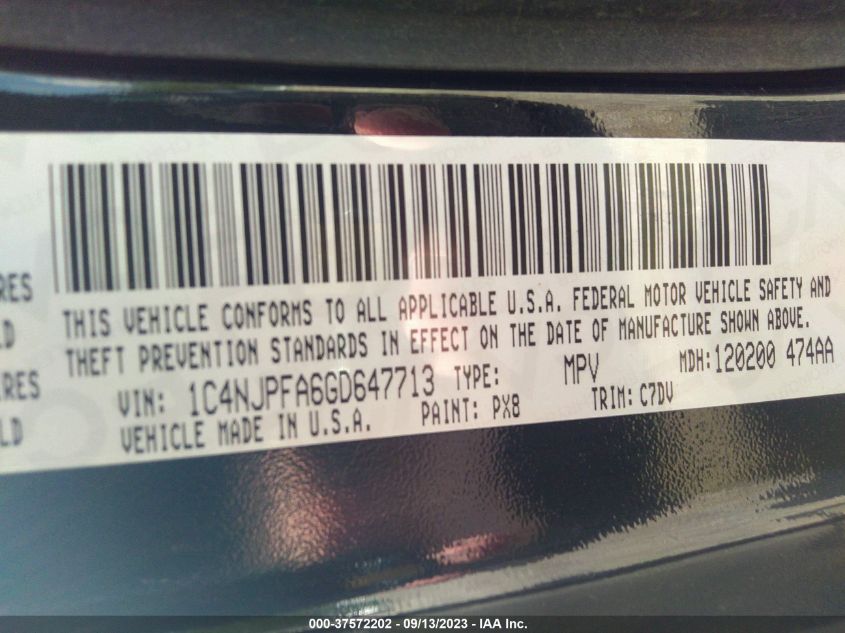 THIS VEHICLE CONFORMS TO ALL APPLICABLE U.S.A. FEDERAL MOTOR VEHICLE SAFETY AND
THEFT PREVENTION STANDARDS IN EFFECT ON THE DATE OF MANUFACTURE SHOWN ABOVE.
VIN: 1C4NJPFA6GD647713 TYPE: MPV MDH:120200 474AA
VEHICLE MADE IN U.S.A. PAINT: PX8 TRIM: C7DV
000-37572202 - 09/13/2023 - IAA Inc.